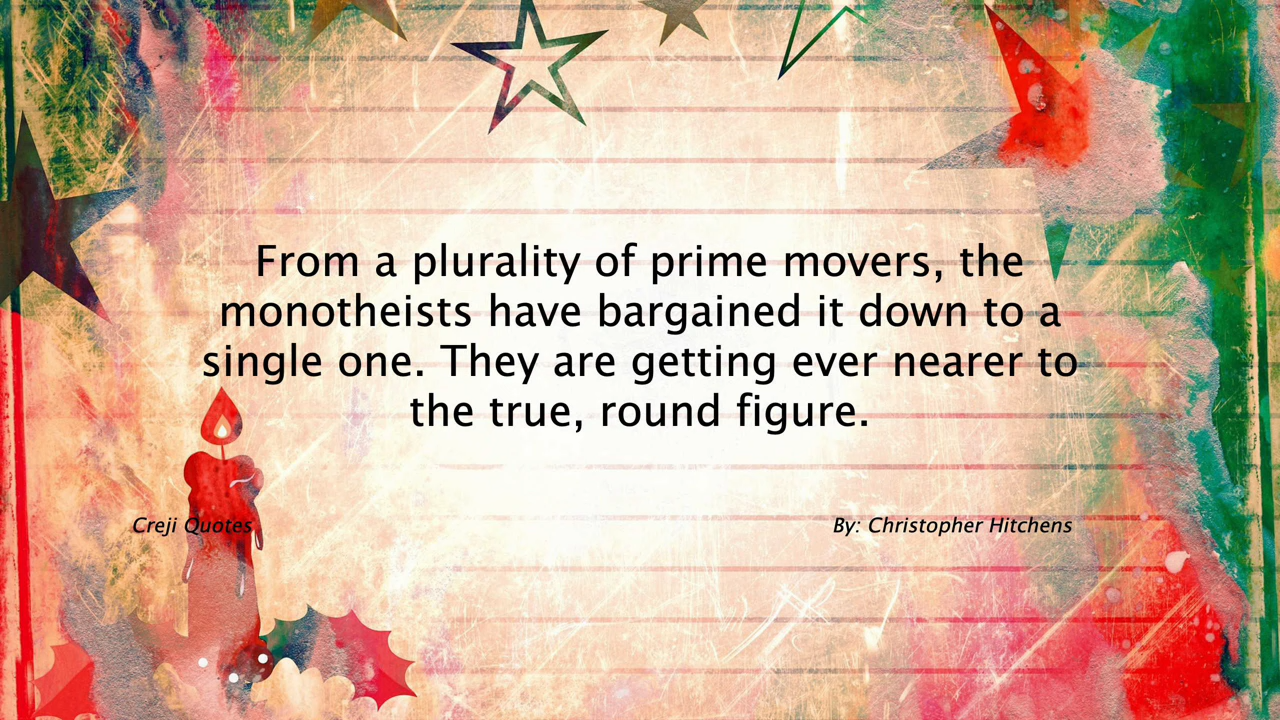 From a plurality of prime movers, the
monotheists have bargained it down to a
single one. They are getting ever nearer to
the true, round figure.
Creji Quotes
By: Christopher Hitchens